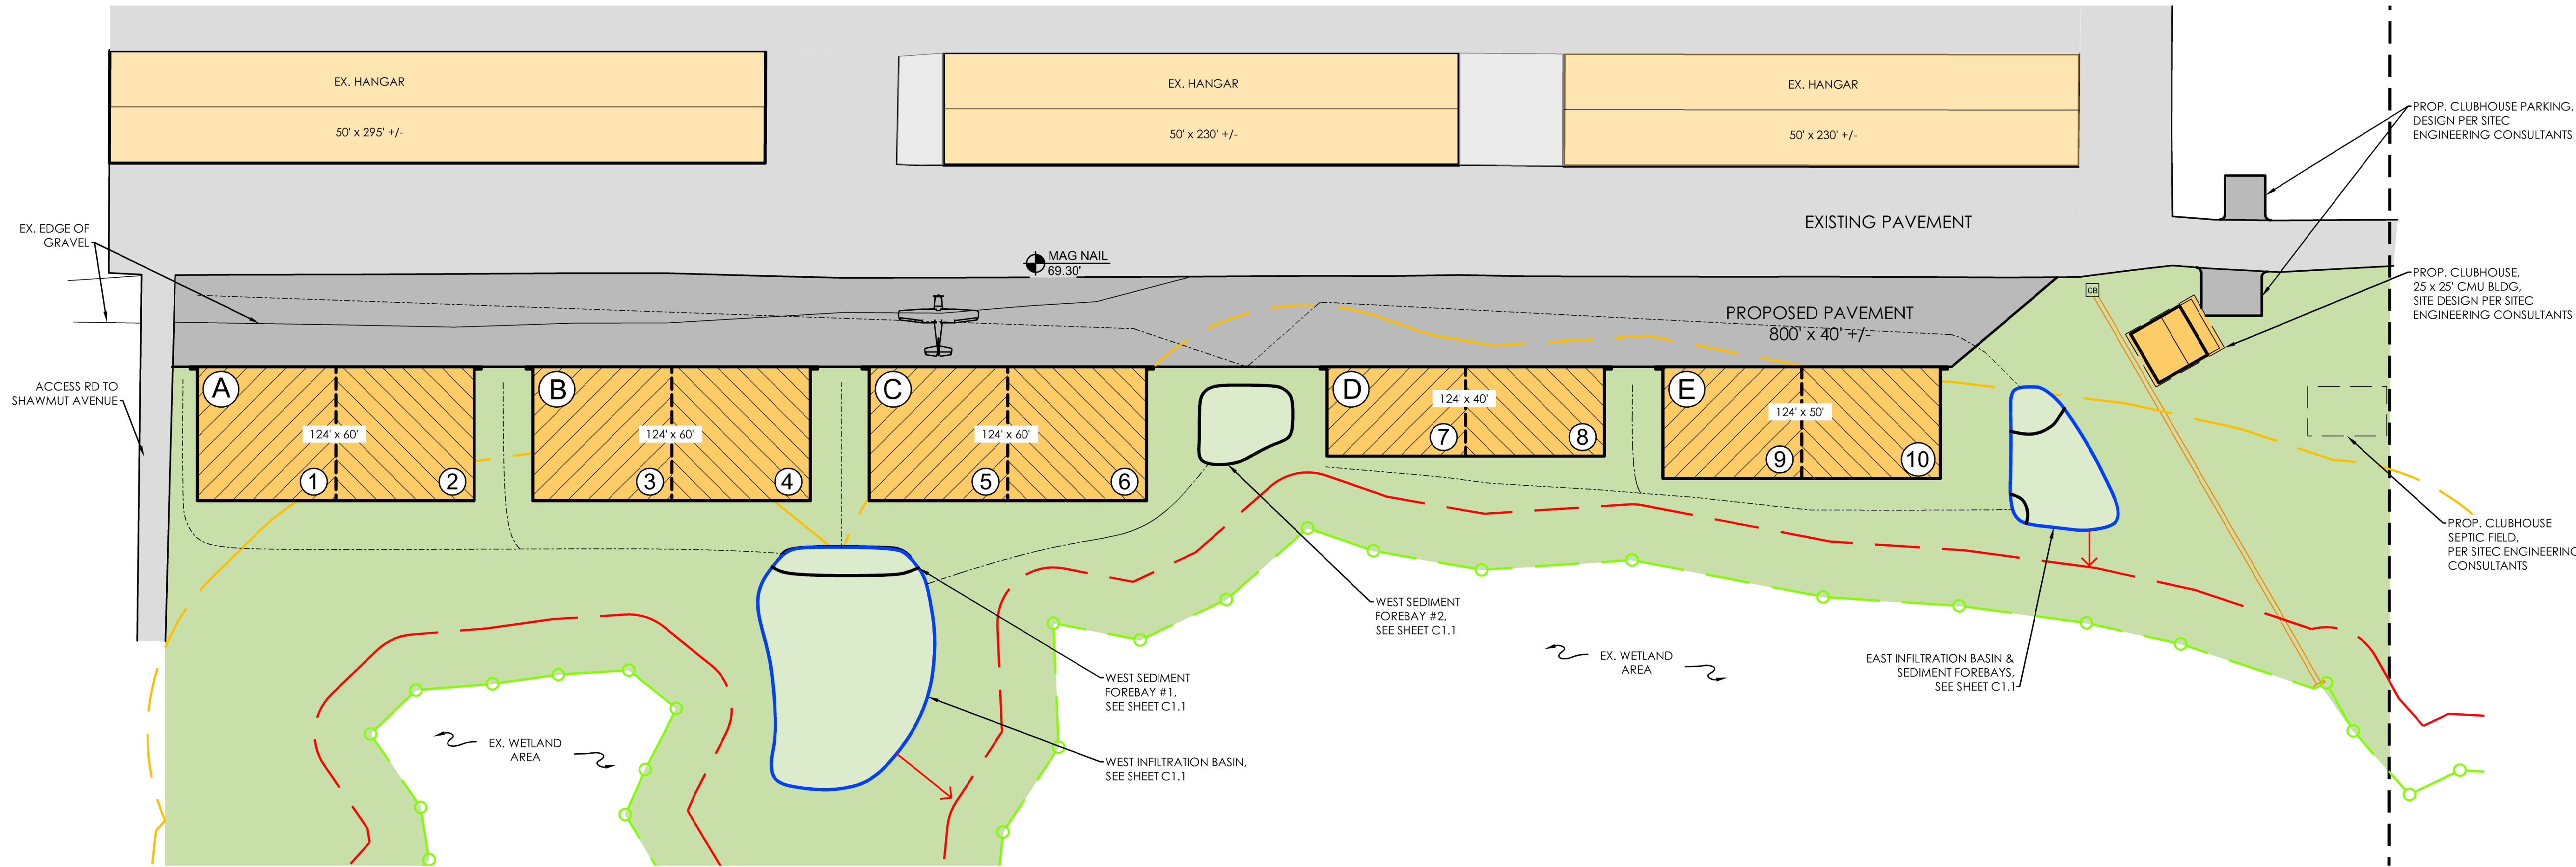 EX. HANGAR
50' x 295' +/-
EX. HANGAR
50' x 230' +/-
EX. HANGAR
50' x 230' +/-
PROP. CLUBHOUSE PARKING,
DESIGN PER SITEC
ENGINEERING CONSULTANTS
EXISTING PAVEMENT
EX. EDGE OF
GRAVEL
MAG NAIL
69.30'
PROP. CLUBHOUSE,
25 x 25' CMU BLDG,
SITE DESIGN PER SITEC
ENGINEERING CONSULTANTS
CB
PROPOSED PAVEMENT
800' x 40' +/-
ACCESS RD TO
SHAWMUT AVENUE
A
124' x 60'
1
2
B
124' x 60'
3
4
C
124' x 60'
5
6
D
124' x 40'
7
8
E
124' x 50'
9
10
PROP. CLUBHOUSE
SEPTIC FIELD,
PER SITEC ENGINEERING
CONSULTANTS
WEST SEDIMENT
FOREBAY #2,
SEE SHEET C1.1
EX. WETLAND
AREA
EAST INFILTRATION BASIN &
SEDIMENT FOREBAYS,
SEE SHEET C1.1
WEST SEDIMENT
FOREBAY #1,
SEE SHEET C1.1
EX. WETLAND
AREA
WEST INFILTRATION BASIN,
SEE SHEET C1.1